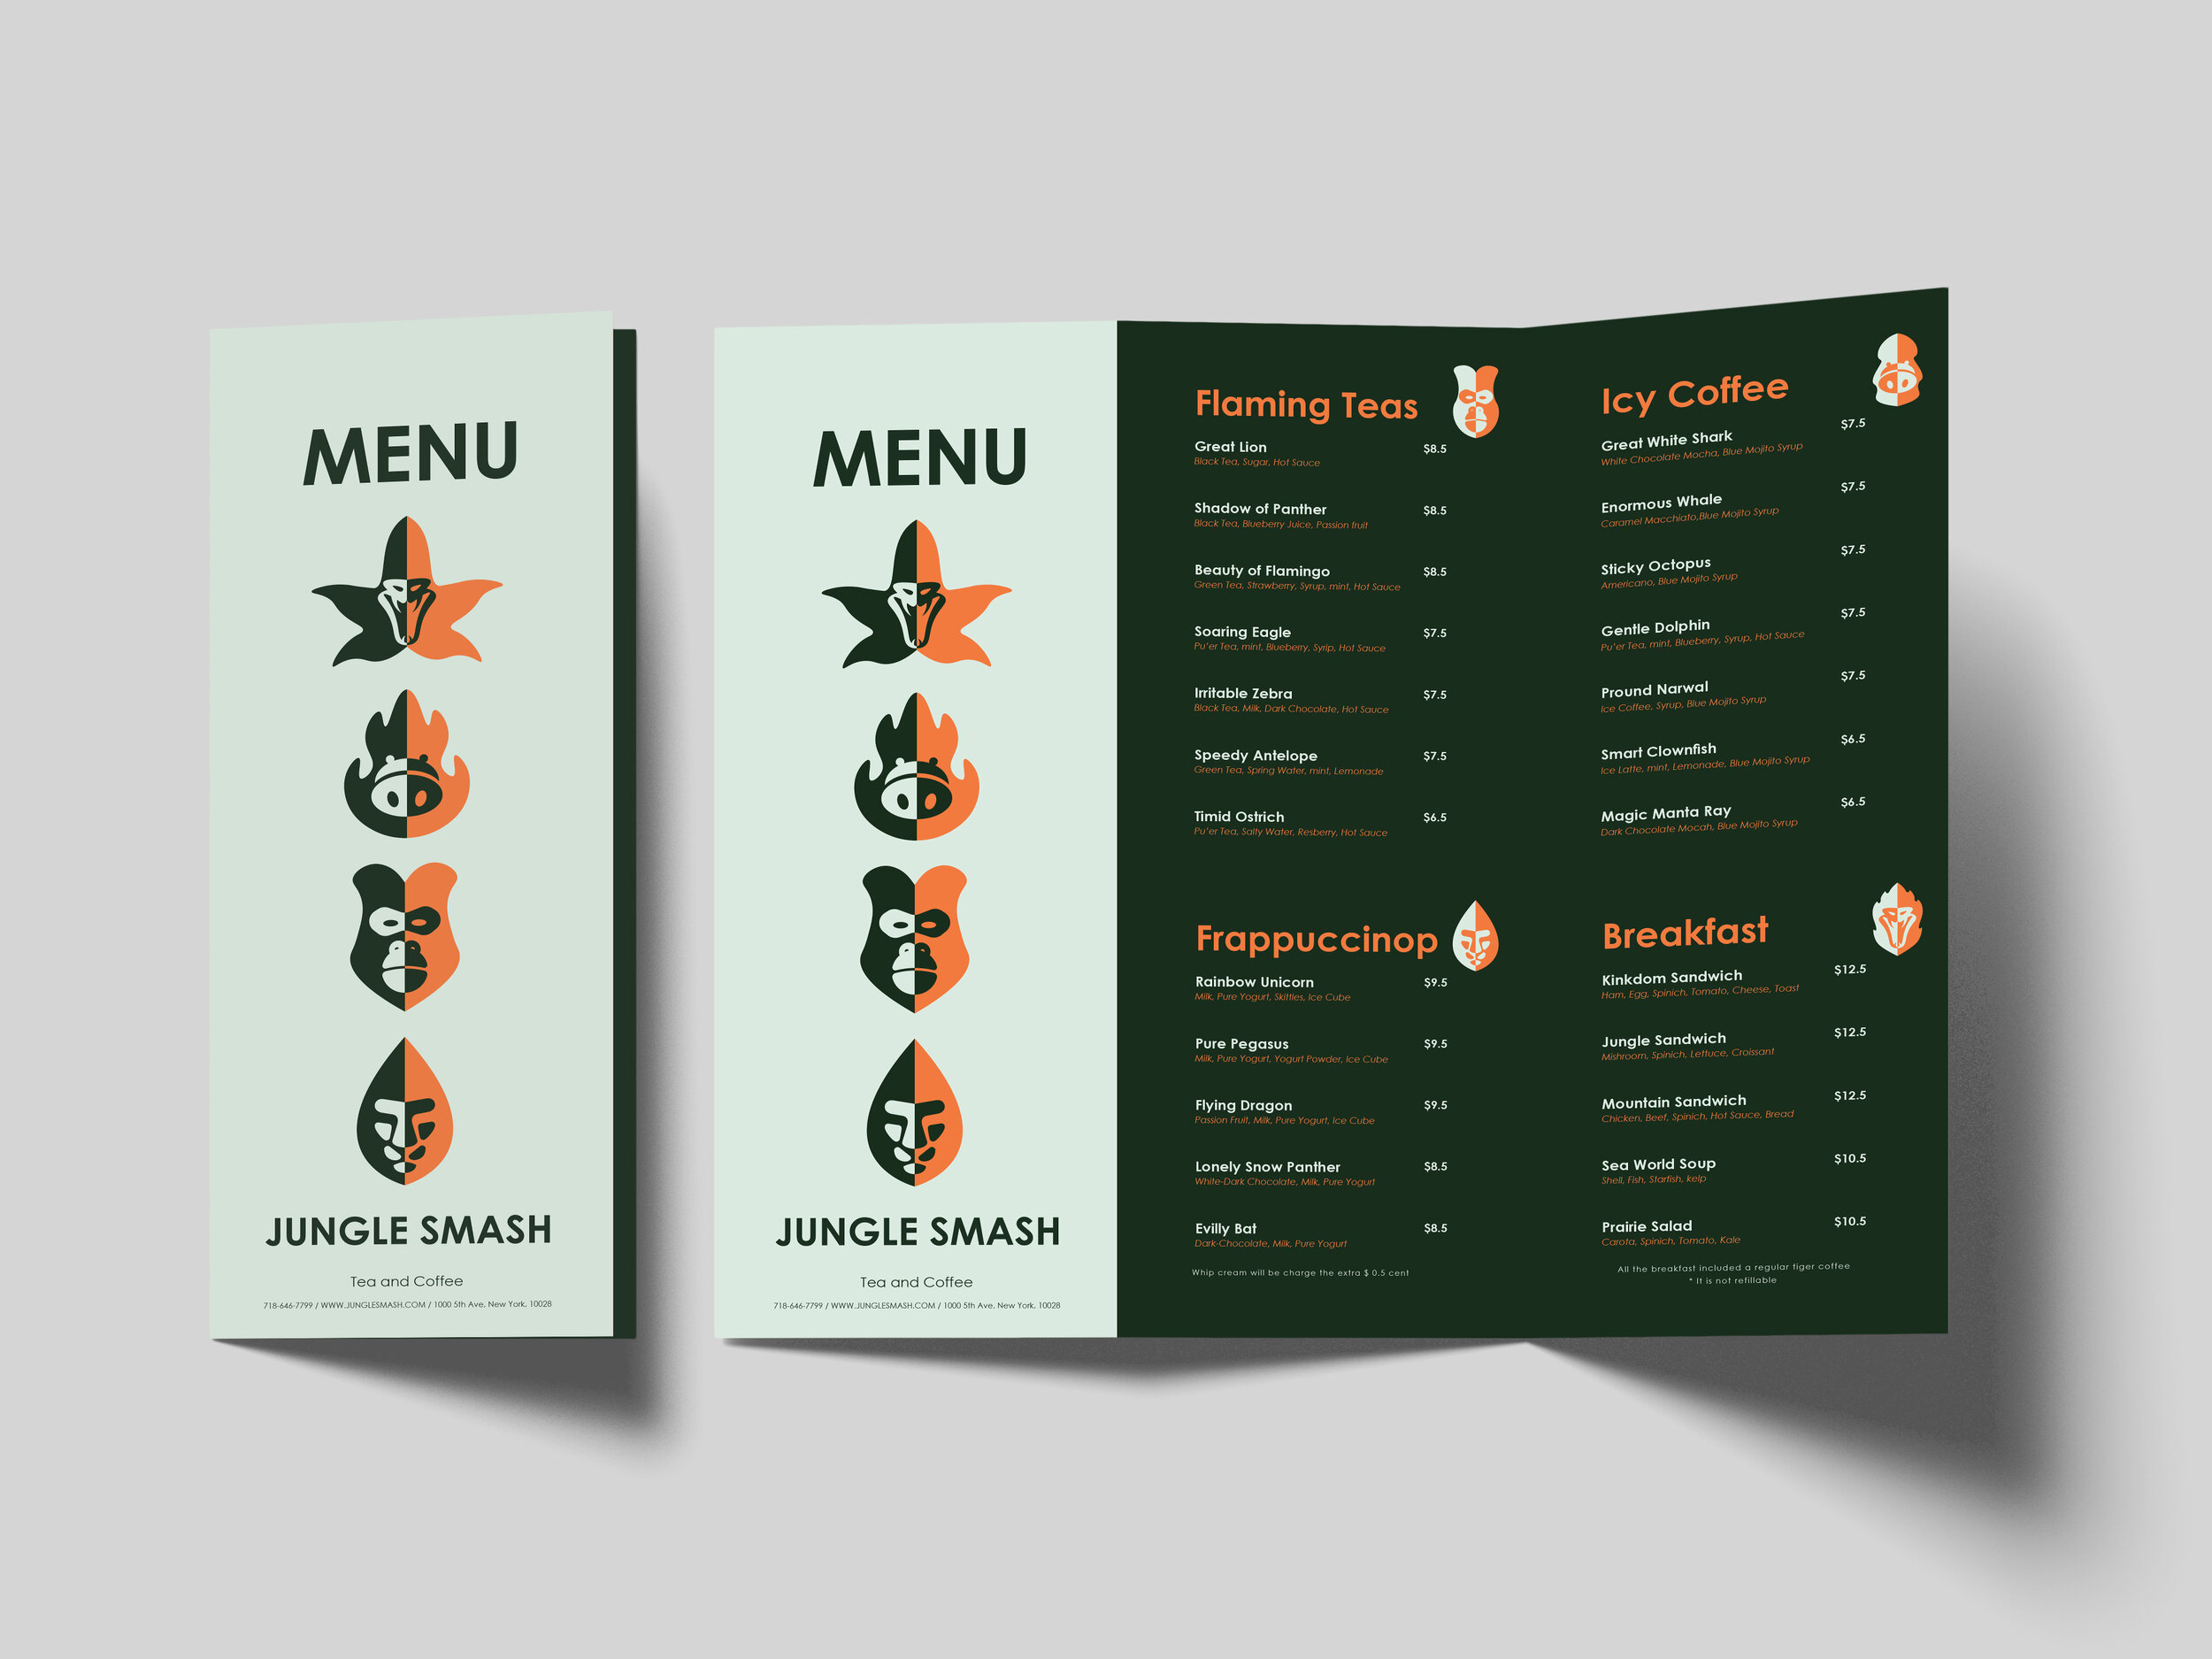 MENU
JUNGLE SMASH
Tea and Coffee
718-646-7799 / WWW.JUNGLESMASH.COM / 1000 5th Ave, New York, 10028
MENU
JUNGLE SMASH
Tea and Coffee
718-646-7799 / WWW.JUNGLESMASH.COM / 1000 5th Ave, New York, 10028
Flaming Teas
Great Lion $8.5
Black Tea, Sugar, Hot Sauce
Shadow of Panther $8.5
Black Tea, Blueberry Juice, Passion fruit
Beauty of Flamingo $8.5
Green Tea, Strawberry, Syrup, mint, Hot Sauce
Soaring Eagle $7.5
Pu'er Tea, mint, Blueberry, Syrip, Hot Sauce
Irritable Zebra $7.5
Black Tea, Milk, Dark Chocolate, Hot Sauce
Speedy Antelope $7.5
Green Tea, Spring Water, mint, Lemonade
Timid Ostrich $6.5
Pu'er Tea, Salty Water, Resberry, Hot Sauce
Frappuccinop
Rainbow Unicorn $9.5
Milk, Pure Yogurt, Skittles, Ice Cube
Pure Pegasus $9.5
Milk, Pure Yogurt, Yogurt Powder, Ice Cube
Flying Dragon $9.5
Passion Fruit, Milk, Pure Yogurt, Ice Cube
Lonely Snow Panther $8.5
White-Dark Chocolate, Milk, Pure Yogurt
Evilly Bat $8.5
Dark-Chocolate, Milk, Pure Yogurt
Whip cream will be charge the extra $ 0.5 cent
Icy Coffee
Great White Shark $7.5
White Chocolate Mocha, Blue Mojito Syrup
Enormous Whale $7.5
Caramel Macchiato,Blue Mojito Syrup
Sticky Octopus $7.5
Americano, Blue Mojito Syrup
Gentle Dolphin $7.5
Pu'er Tea, mint, Blueberry, Syrup, Hot Sauce
Pround Narwal $7.5
Ice Coffee, Syrup, Blue Mojito Syrup
Smart Clownfish $6.5
Ice Latte, mint, Lemonade, Blue Mojito Syrup
Magic Manta Ray $6.5
Dark Chocolate Mocah, Blue Mojito Syrup
Breakfast
Kinkdom Sandwich $12.5
Ham, Egg, Spinich, Tomato, Cheese, Toast
Jungle Sandwich $12.5
Mishroom, Spinich, Lettuce, Croissant
Mountain Sandwich $12.5
Chicken, Beef, Spinich, Hot Sauce, Bread
Sea World Soup $10.5
Shell, Fish, Starfish, kelp
Prairie Salad $10.5
Carota, Spinich, Tomato, Kale
All the breakfast included a regular tiger coffee
* It is not refillable